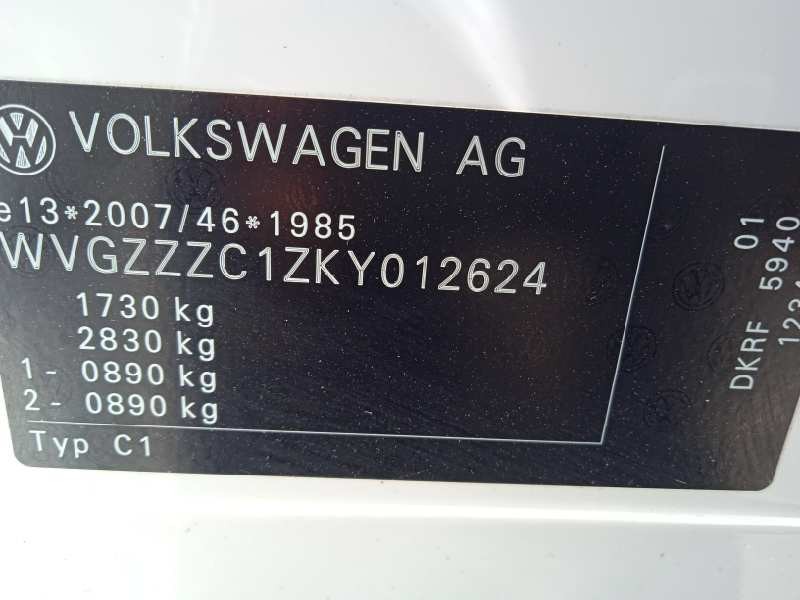 VOLKSWAGEN AG
e13*2007/46*1985
WVGZZZC1ZKY012624
1730 kg
2830 kg
1- 0890 kg
2- 0890 kg
Typ C1
01
DKRF 5940